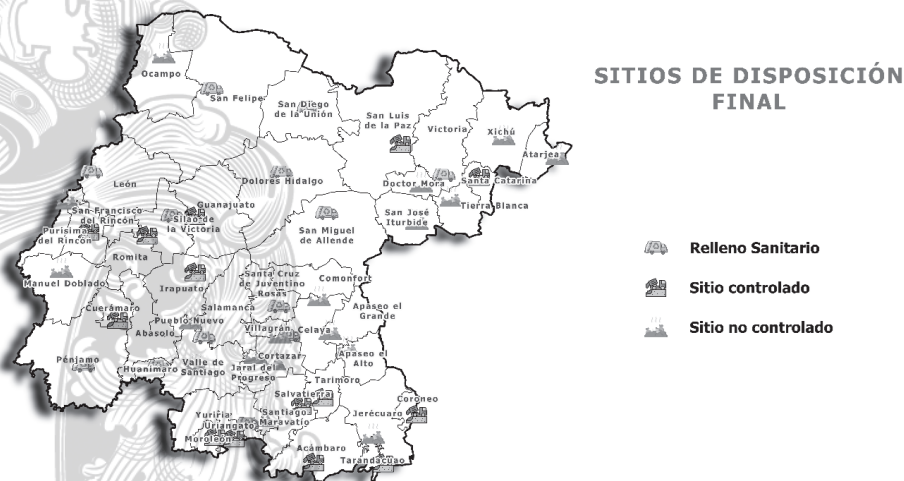 SITIOS DE DISPOSICIÓN
FINAL
Ocampo
San Felipe
San Diego
de la Unión
San Luis
de la Paz
Victoria
Xichú
Atarjea
León
Dolores Hidalgo
Doctor Mora
Santa Catarina
Tierra Blanca
San Francisco
del Rincón
Guanajuato
Silao de
la Victoria
San José
Iturbide
Purísima
del Rincón
San Miguel
de Allende
Romita
Manuel Doblado
Irapuato
Santa Cruz
de Juventino
Rosas
Comonfort
Cuerámaro
Salamanca
Apaseo el
Grande
Pueblo Nuevo
Abasolo
Villagrán
Celaya
Pénjamo
Huanímaro
Valle de
Santiago
Cortazar
Jaral del
Progreso
Apaseo el
Alto
Tarimoro
Salvatierra
Coroneo
Yuriria
Santiago
Maravatío
Jerécuaro
Uriangato
Moroleón
Acámbaro
Tarandacuao
Relleno Sanitario
Sitio controlado
Sitio no controlado